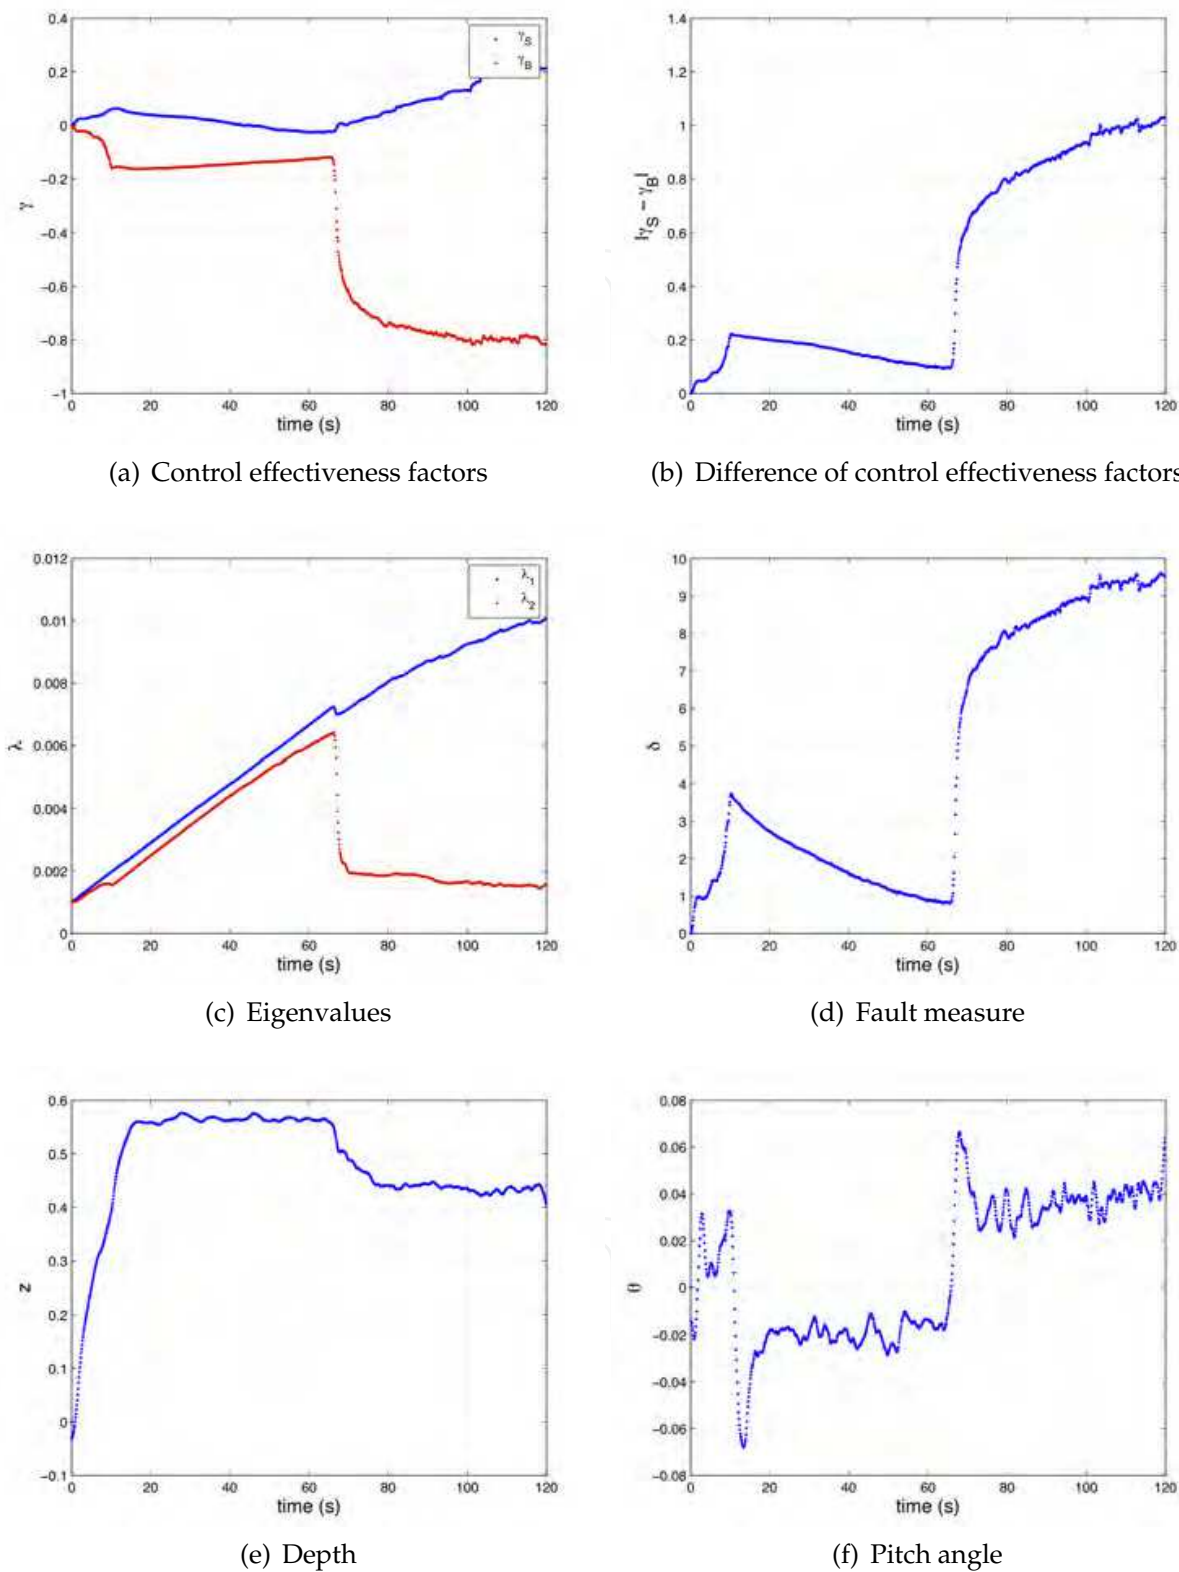 0.4
0.2
0
−0.2
−0.4
−0.6
−0.8
−1
γ
γS
γB
0 20 40 60 80 100 120
time (s)
(a) Control effectiveness factors
1.4
1.2
1
0.8
0.6
0.4
0.2
0
|γS − γB|
0 20 40 60 80 100 120
time (s)
(b) Difference of control effectiveness factors
0.012
0.01
0.008
0.006
0.004
0.002
0
λ
λ1
λ2
0 20 40 60 80 100 120
time (s)
(c) Eigenvalues
10
9
8
7
6
5
4
3
2
1
0
δ
0 20 40 60 80 100 120
time (s)
(d) Fault measure
0.6
0.5
0.4
0.3
0.2
0.1
0
−0.1
z
0 20 40 60 80 100 120
time (s)
(e) Depth
0.08
0.06
0.04
0.02
0
−0.02
−0.04
−0.06
−0.08
θ
0 20 40 60 80 100 120
time (s)
(f) Pitch angle